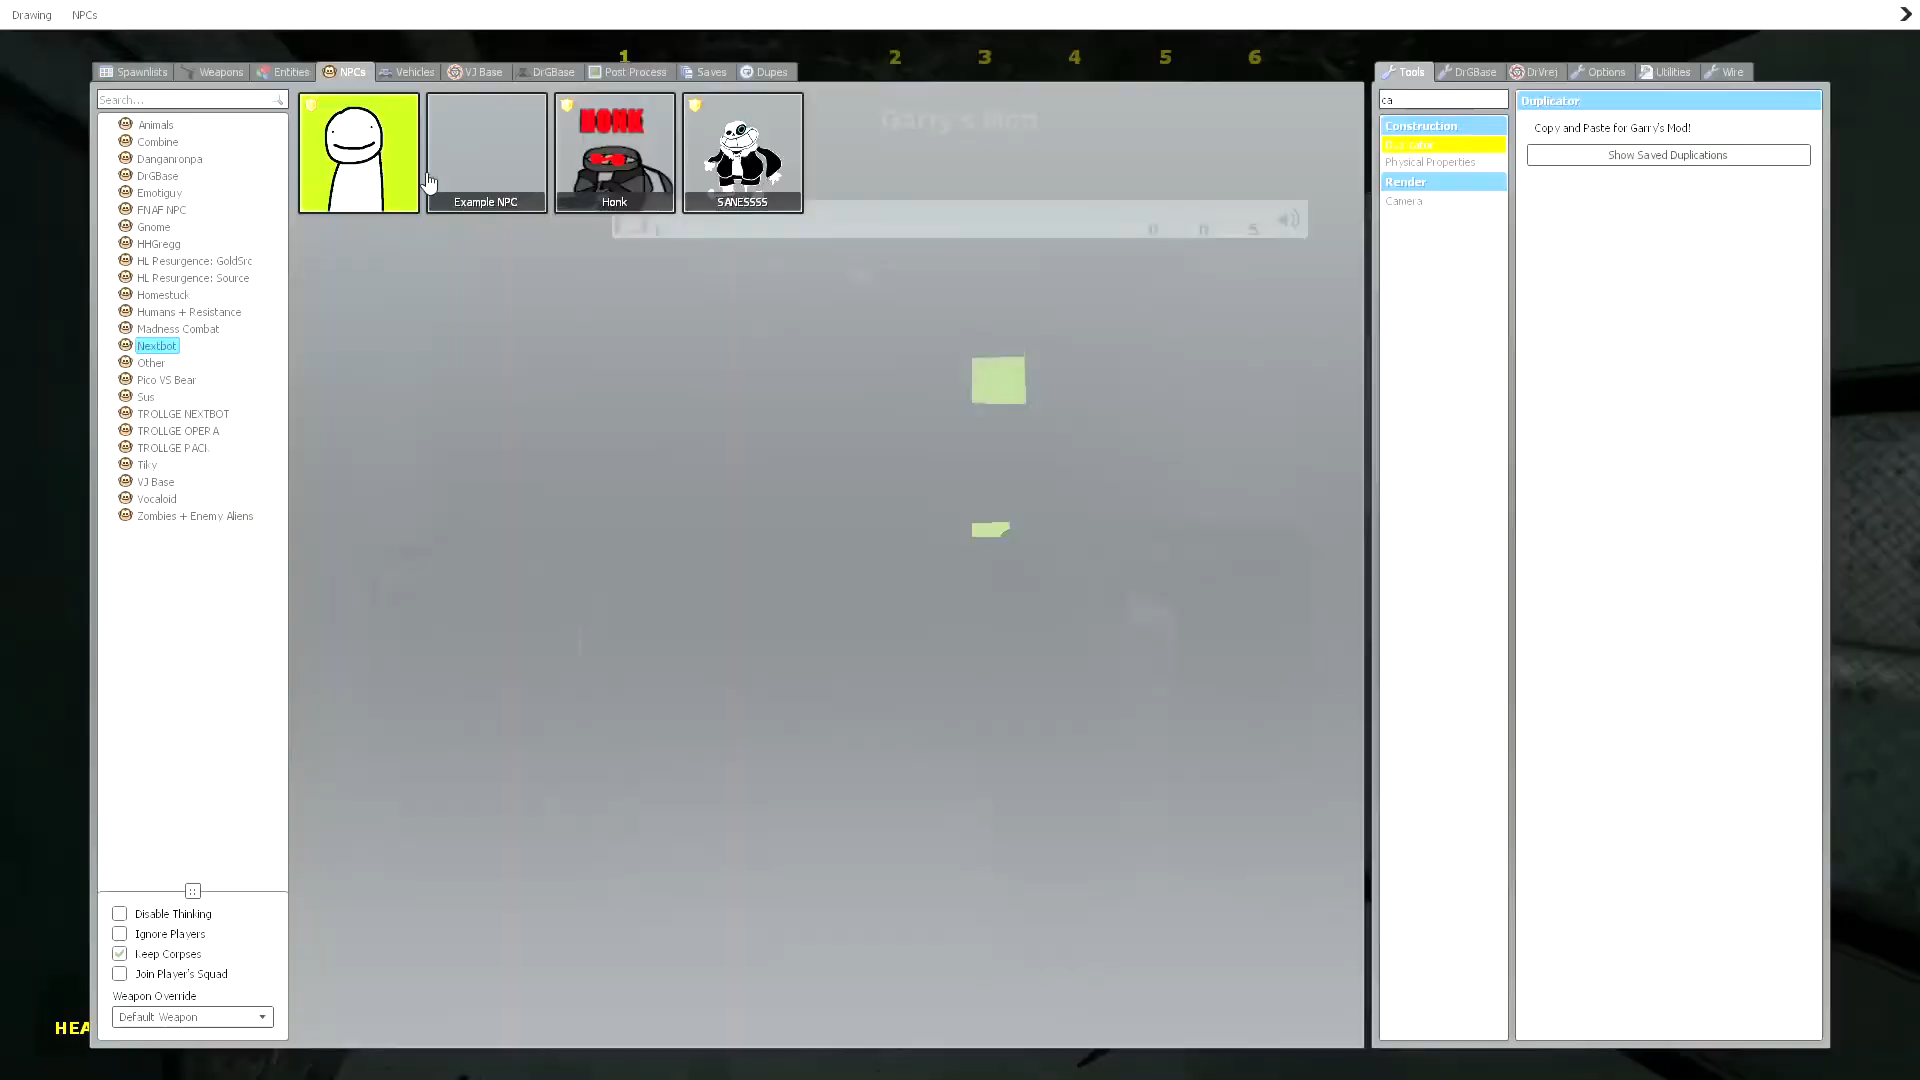 Drawing NPCs
1 2 3 4 5 6
Spawnlists Weapons Entities NPCs Vehicles VJ Base DrGBase Post Process Saves Dupes
Tools DrGBase DrVrej Options Utilities Wire
Search...
Animals
Combine
Danganronpa
DrGBase
Emotiguy
FNAF NPC
Gnome
HHGregg
HL Resurgence: GoldSrc
HL Resurgence: Source
Homestuck
Humans + Resistance
Madness Combat
Nextbot
Other
Pico VS Bear
Sus
TROLLGE NEXTBOT
TROLLGE OPERA
TROLLGE PACK
Tiky
VJ Base
Vocaloid
Zombies + Enemy Aliens
Disable Thinking
Ignore Players
Keep Corpses
Join Player's Squad
Weapon Override
Default Weapon
HEA
Example NPC
HONK
Honk
SANESSSS
Garry's Mod
ca
Construction
Duplicator
Physical Properties
Render
Camera
Duplicator
Copy and Paste for Garry's Mod!
Show Saved Duplications